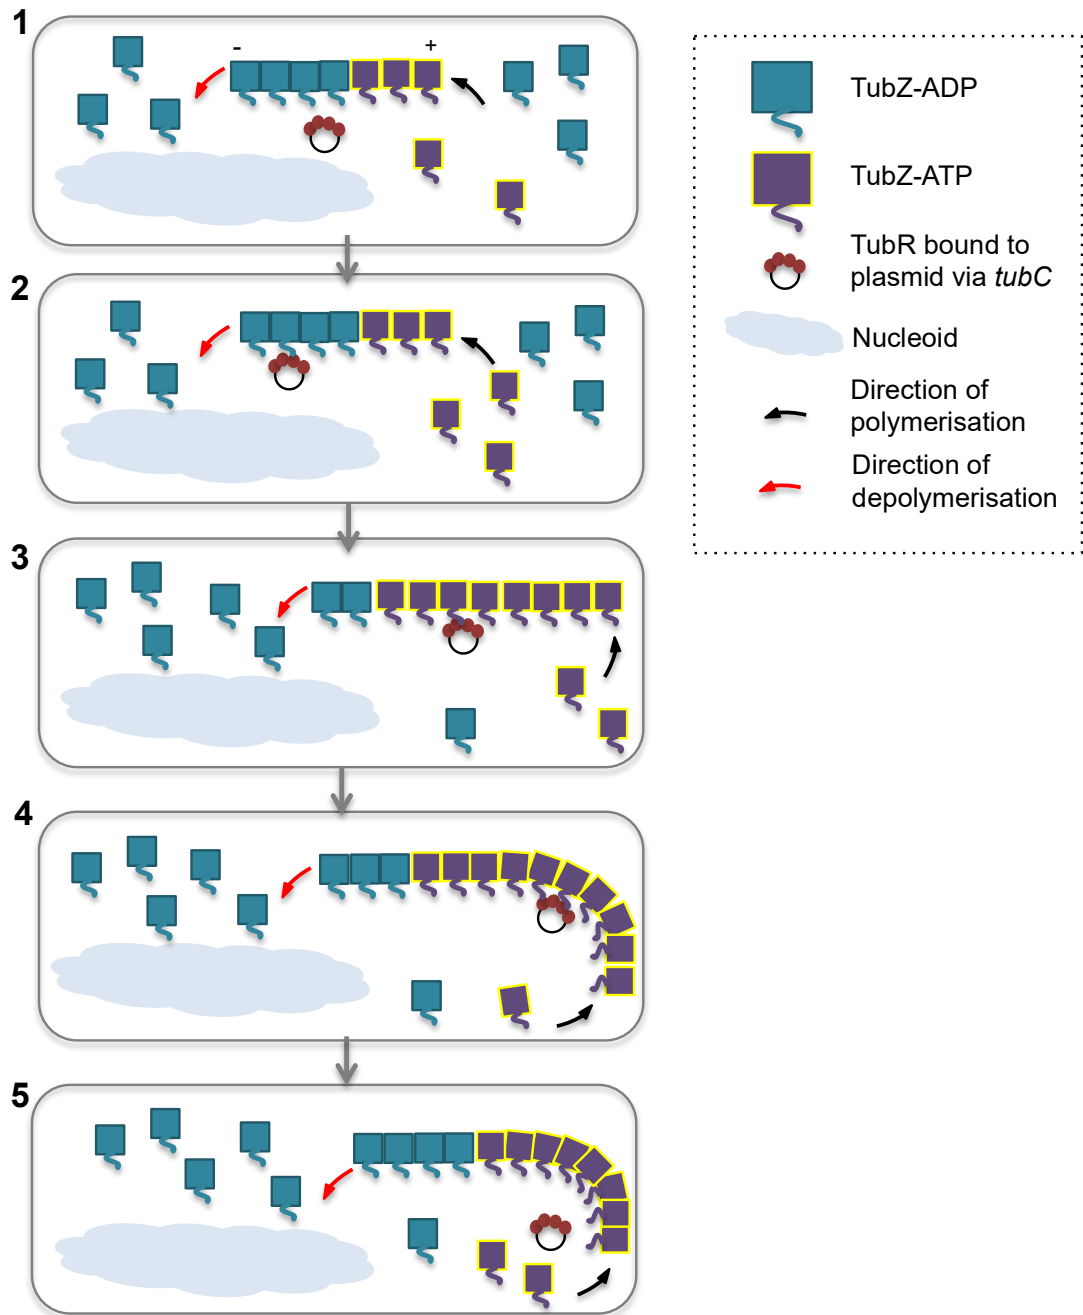 1
- +
2
3
4
5
TubZ-ADP
TubZ-ATP
TubR bound to
plasmid via tubC
Nucleoid
Direction of
polymerisation
Direction of
depolymerisation